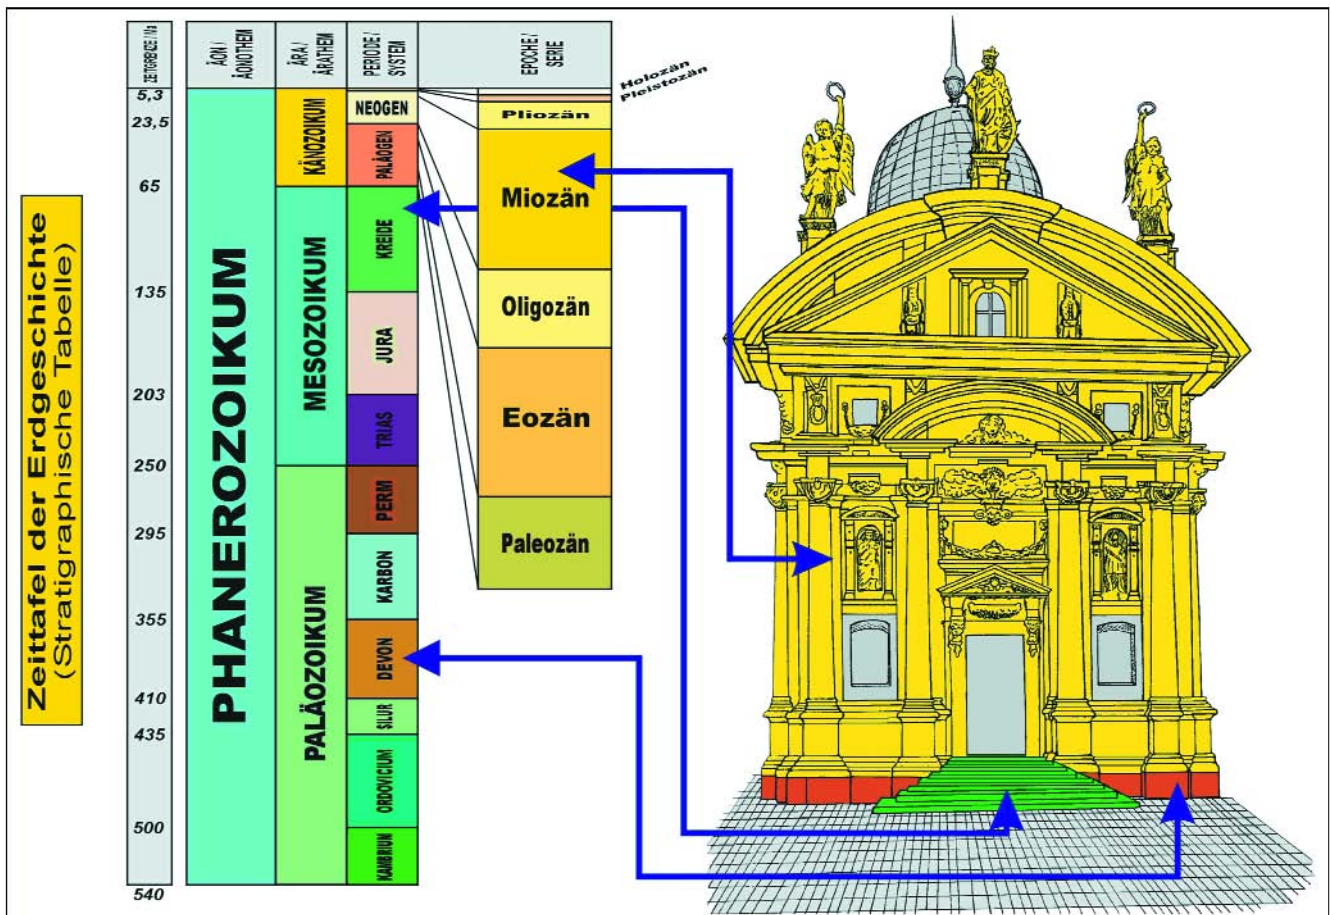 Zeittafel der Erdgeschichte
(Stratigraphische Tabelle)
ZEITGRENZE / Ma
ÄON /
ÄONOTHEM
ÄRA /
ÄRATHEM
PERIODE /
SYSTEM
EPOCHE /
SERIE
5,3
23,5
65
135
203
250
295
355
410
435
500
540
PHANEROZOIKUM
KÄNOZOIKUM
MESOZOIKUM
PALÄOZOIKUM
NEOGEN
PALÄOGEN
KREIDE
JURA
TRIAS
PERM
KARBON
DEVON
SILUR
ORDOVICIUM
KAMBRIUN
Holozän
Pleistozän
Pliozän
Miozän
Oligozän
Eozän
Paleozän